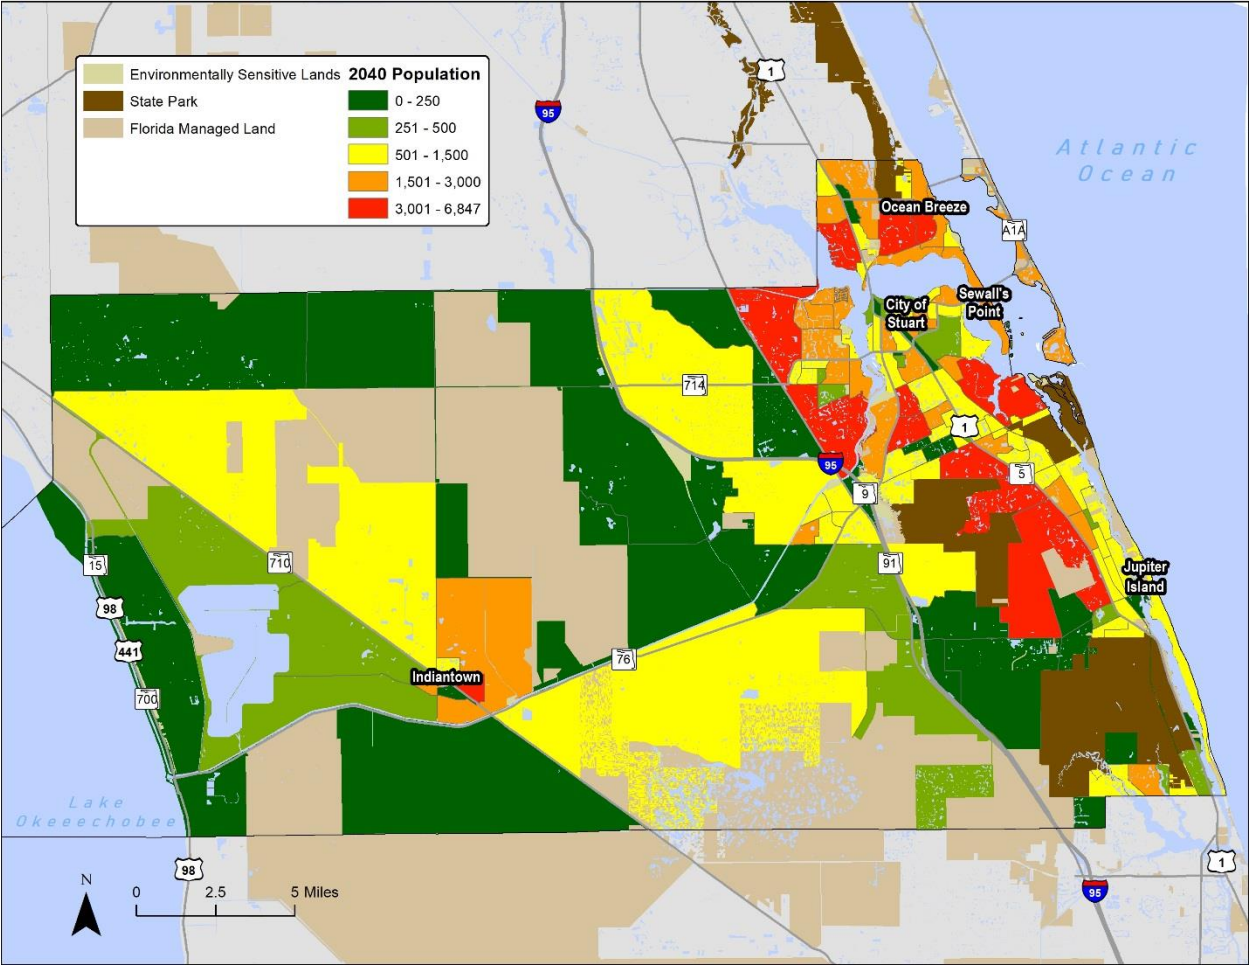 Environmentally Sensitive Lands
State Park
Florida Managed Land
2040 Population
0 - 250
251 - 500
501 - 1,500
1,501 - 3,000
3,001 - 6,847
1
95
Atlantic
Ocean
Ocean Breeze
A1A
City of
Stuart
Sewall's
Point
714
1
95
5
9
15
710
91
Jupiter
Island
98
441
76
Indiantown
700
Lake
Okeeechobee
98
1
95
N
0 2.5 5 Miles